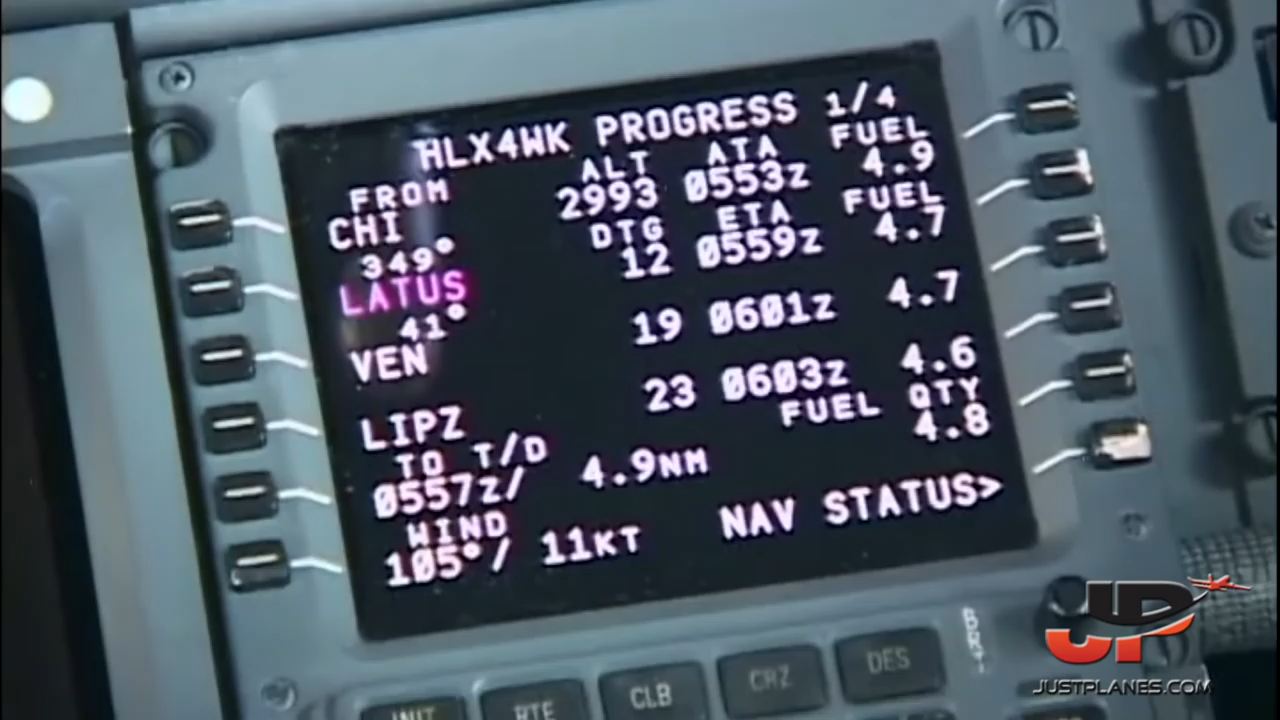 HLX4WK PROGRESS 1/4
FROM ALT ATA FUEL
CHI 2993 0553z 4.9
349° DTG ETA FUEL
LATUS 12 0559z 4.7
41°
VEN 19 0601z 4.7
LIPZ 23 0603z 4.6
TO T/D FUEL QTY
0557z/ 4.9NM 4.8
WIND
105°/ 11KT NAV STATUS>
INIT RTE CLB CRZ DES
BRT
JP
JUSTPLANES.COM